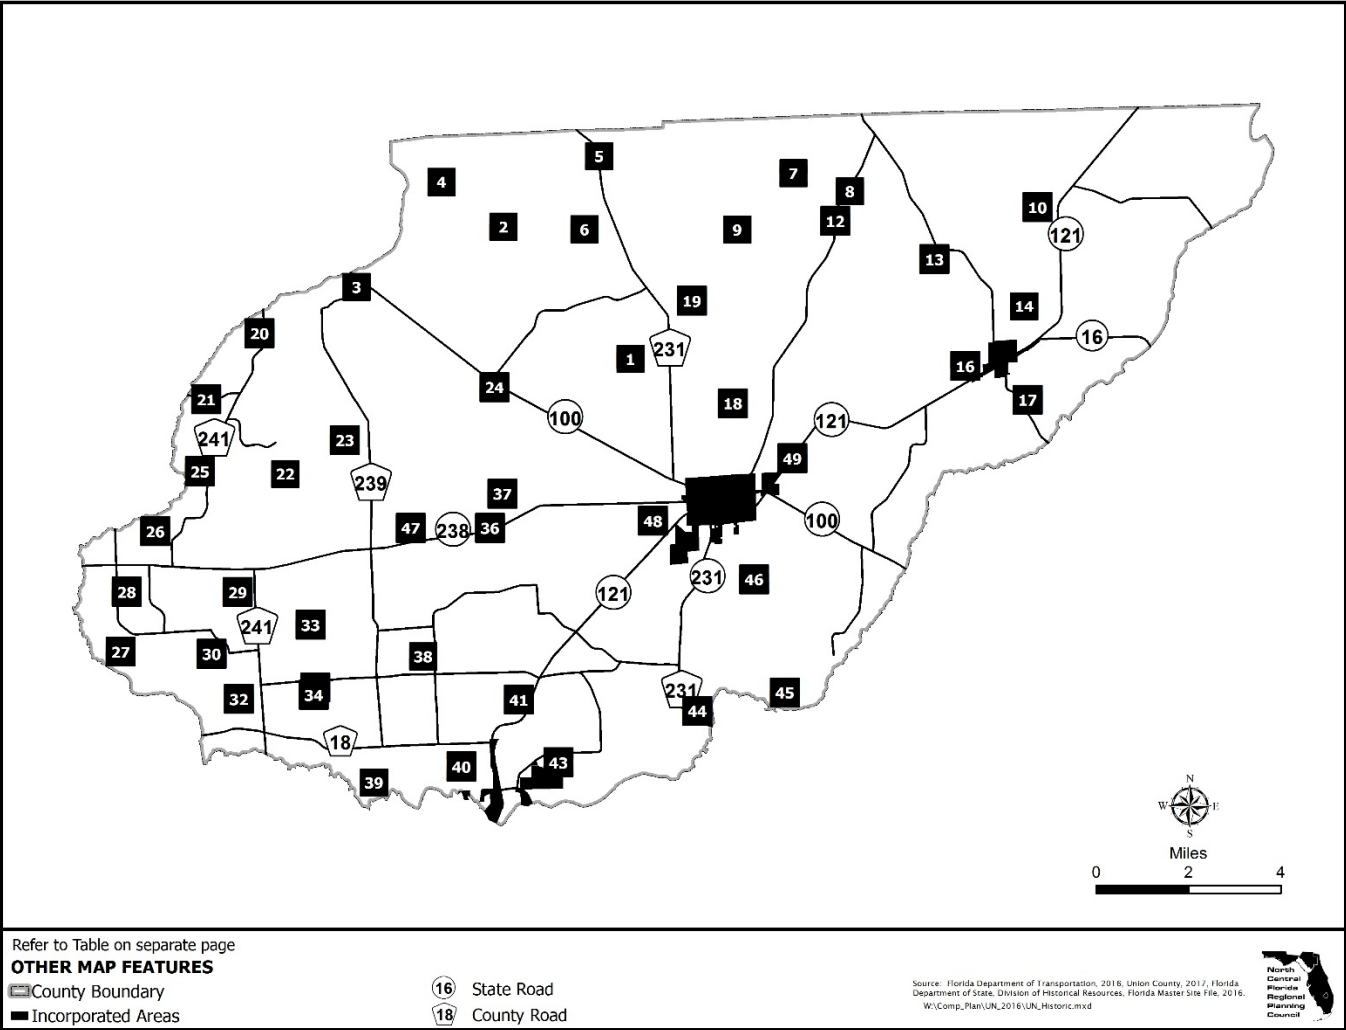 5
7
4
8
10
2
6
9
12
121
13
3
19
14
20
16
1
231
16
24
21
17
18
100
121
241
23
49
25
22
239
37
48
100
47
238
36
26
46
231
28
29
121
33
241
27
30
38
231
45
34
32
41
44
18
43
40
39
N
W
E
S
Miles
0 2 4
Refer to Table on separate page
OTHER MAP FEATURES
County Boundary
Incorporated Areas
16 State Road
18 County Road
Source: Florida Department of Transportation, 2016, Union County, 2017, Florida
Department of State, Division of Historical Resources, Florida Master Site File, 2016.
W:\Comp_Plan\UN_2016\UN_Historic.mxd
North
Central
Florida
Regional
Planning
Council